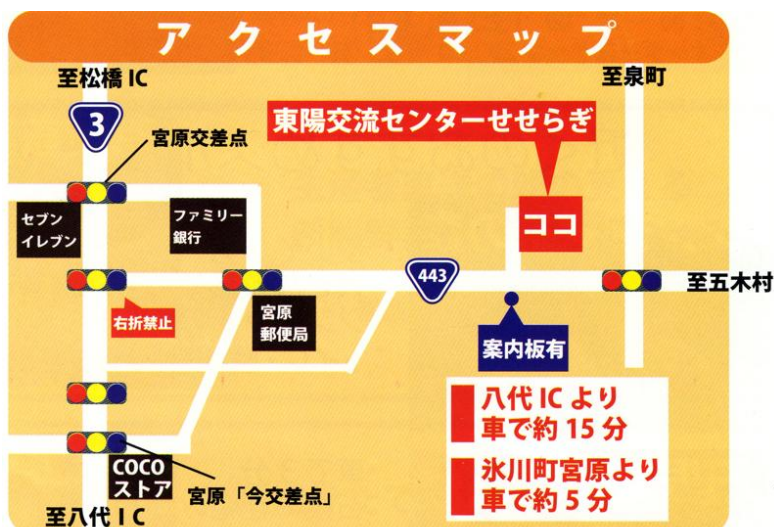 アクセスマップ
至松橋 IC
至泉町
3
東陽交流センターせせらぎ
宮原交差点
セブン
イレブン
ファミリー
銀行
ココ
443
至五木村
右折禁止
宮原
郵便局
案内板有
八代 IC より
車で約 15 分
氷川町宮原より
車で約 5 分
COCO
ストア
宮原「今交差点」
至八代 I C